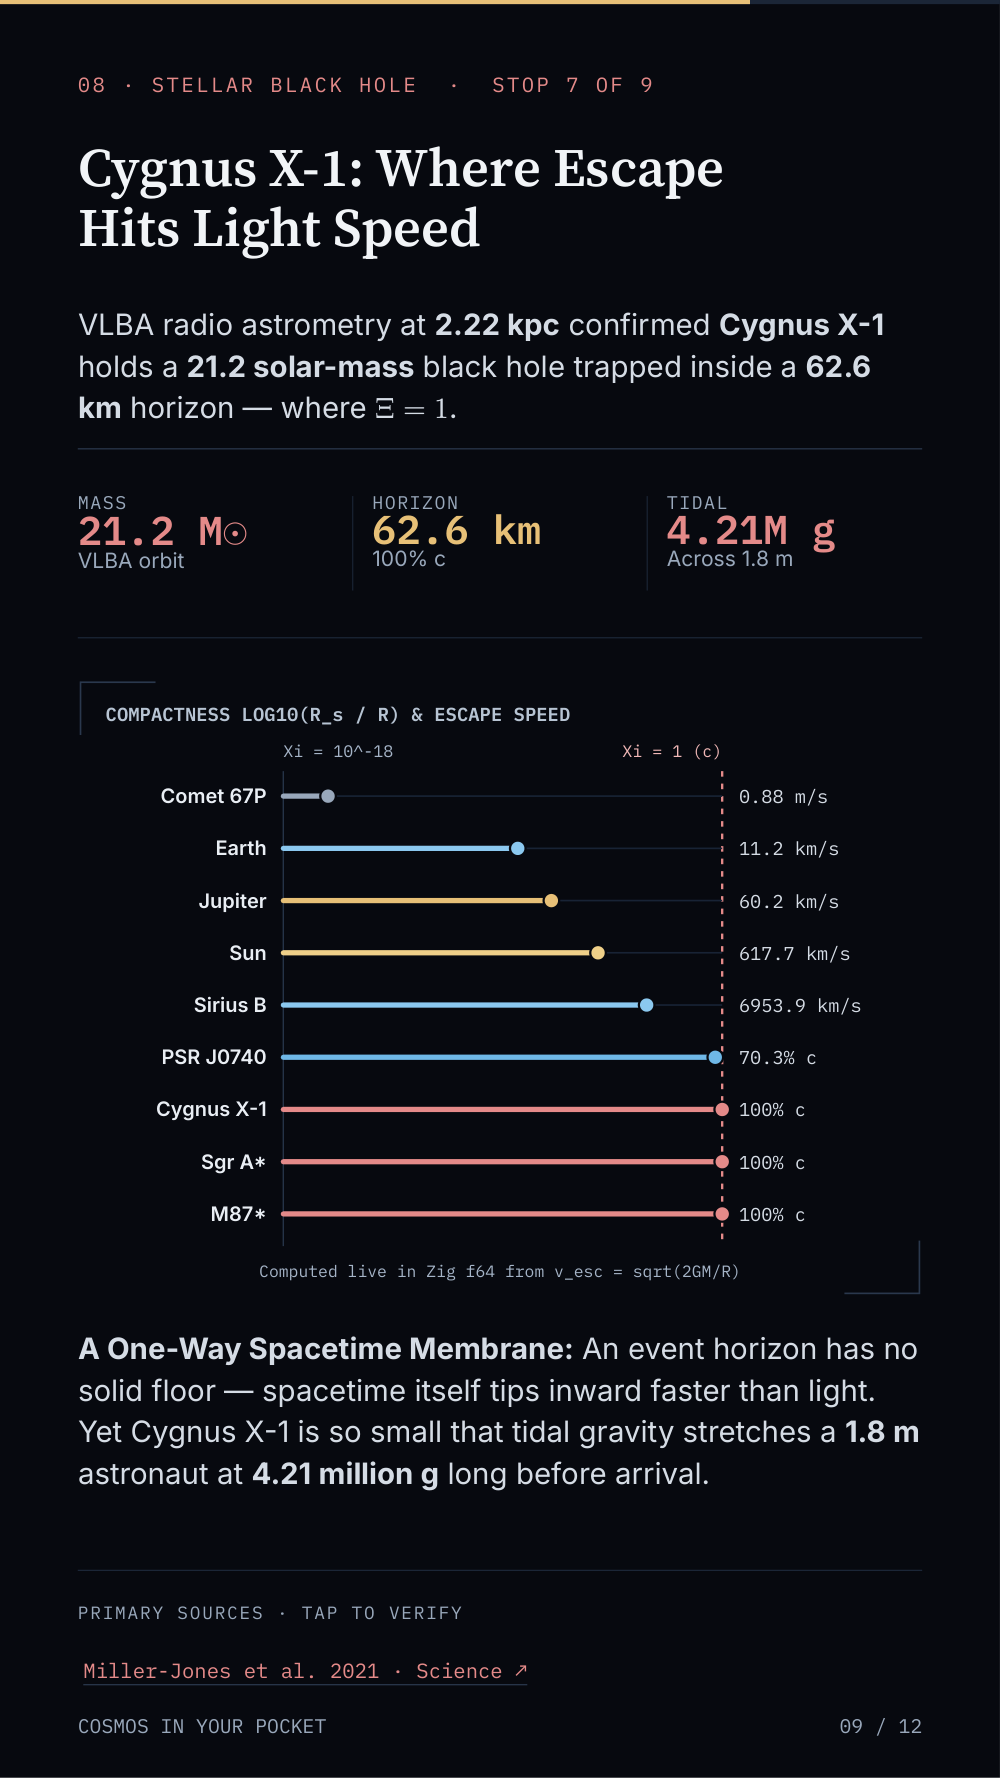 08 · STELLAR BLACK HOLE · STOP 7 OF 9
Cygnus X-1: Where Escape
Hits Light Speed
VLBA radio astrometry at 2.22 kpc confirmed Cygnus X-1
holds a 21.2 solar-mass black hole trapped inside a 62.6
km horizon — where Ξ = 1.
MASS
21.2 M☉
VLBA orbit
HORIZON
62.6 km
100% c
TIDAL
4.21M g
Across 1.8 m
COMPACTNESS LOG10(R_s / R) & ESCAPE SPEED
Xi = 10^-18
Xi = 1 (c)
Comet 67P 0.88 m/s
Earth 11.2 km/s
Jupiter 60.2 km/s
Sun 617.7 km/s
Sirius B 6953.9 km/s
PSR J0740 70.3% c
Cygnus X-1 100% c
Sgr A* 100% c
M87* 100% c
Computed live in Zig f64 from v_esc = sqrt(2GM/R)
A One-Way Spacetime Membrane: An event horizon has no
solid floor — spacetime itself tips inward faster than light.
Yet Cygnus X-1 is so small that tidal gravity stretches a 1.8 m
astronaut at 4.21 million g long before arrival.
PRIMARY SOURCES · TAP TO VERIFY
Miller-Jones et al. 2021 · Science ↗
COSMOS IN YOUR POCKET
09 / 12